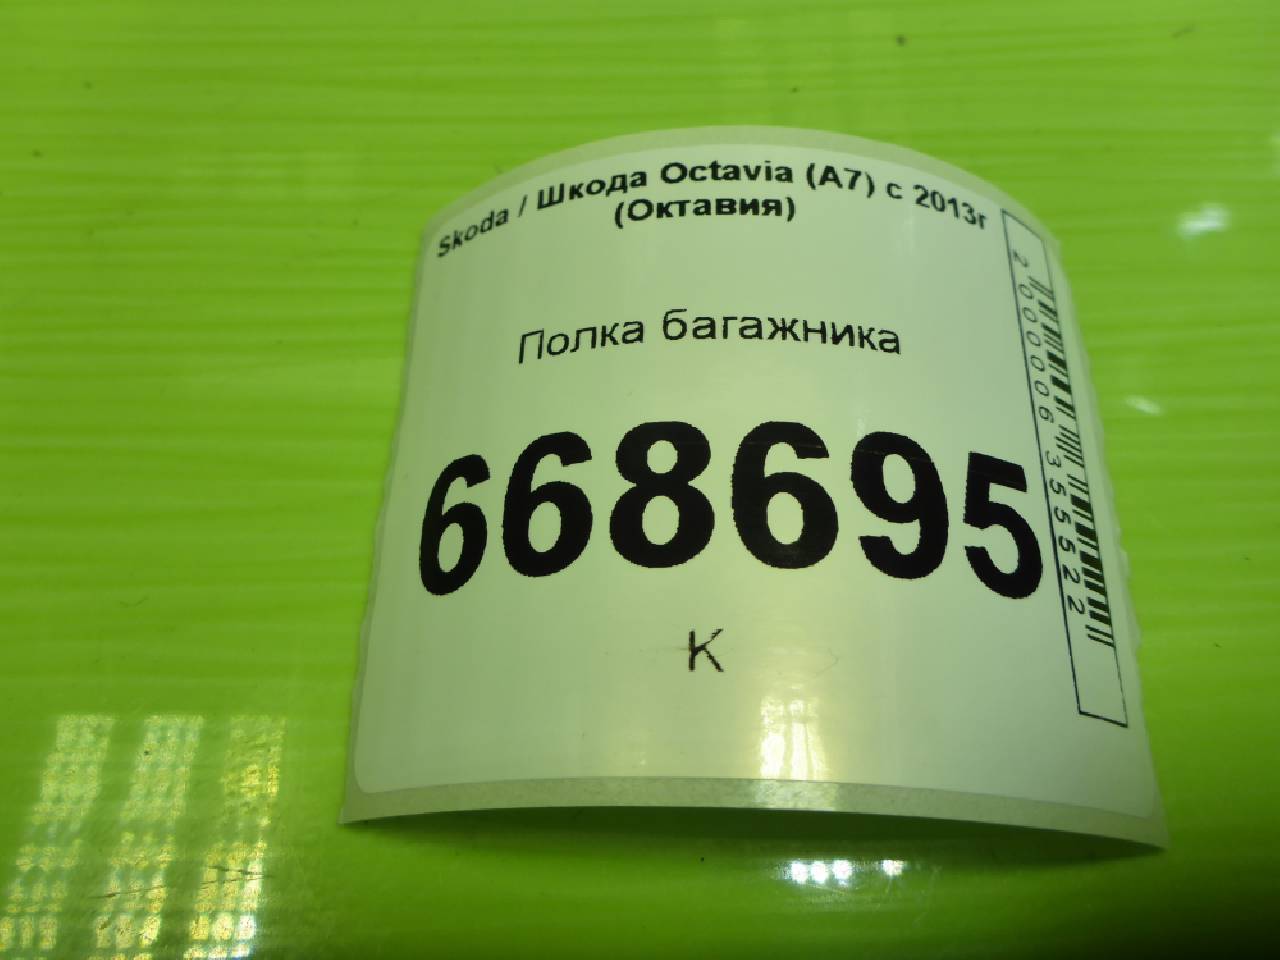 Skoda / Шкода Octavia (A7) с 2013г
(Октавия)
Полка багажника
668695
К
2000006355522